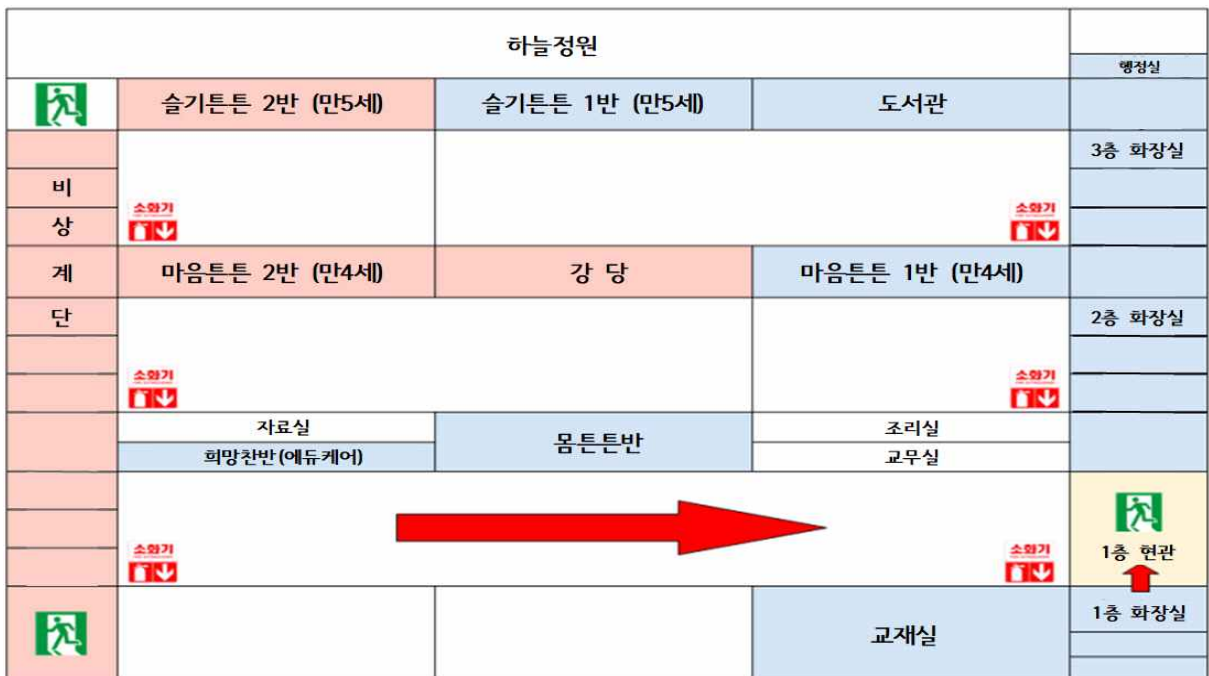 하늘정원
행정실
슬기튼튼 2반 (만5세)
슬기튼튼 1반 (만5세)
도서관
3층 화장실
비
상
계
단
소화기
소화기
마음튼튼 2반 (만4세)
강 당
마음튼튼 1반 (만4세)
2층 화장실
소화기
소화기
자료실
희망찬반(에듀케어)
몸튼튼반
조리실
교무실
소화기
소화기
1층 현관
1층 화장실
교재실